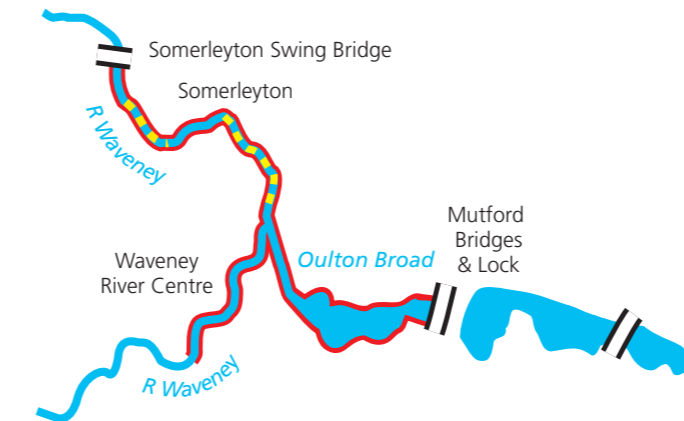 Somerleyton Swing Bridge
Somerleyton
R Waveney
Mutford
Bridges
& Lock
Oulton Broad
Waveney
River Centre
R Waveney